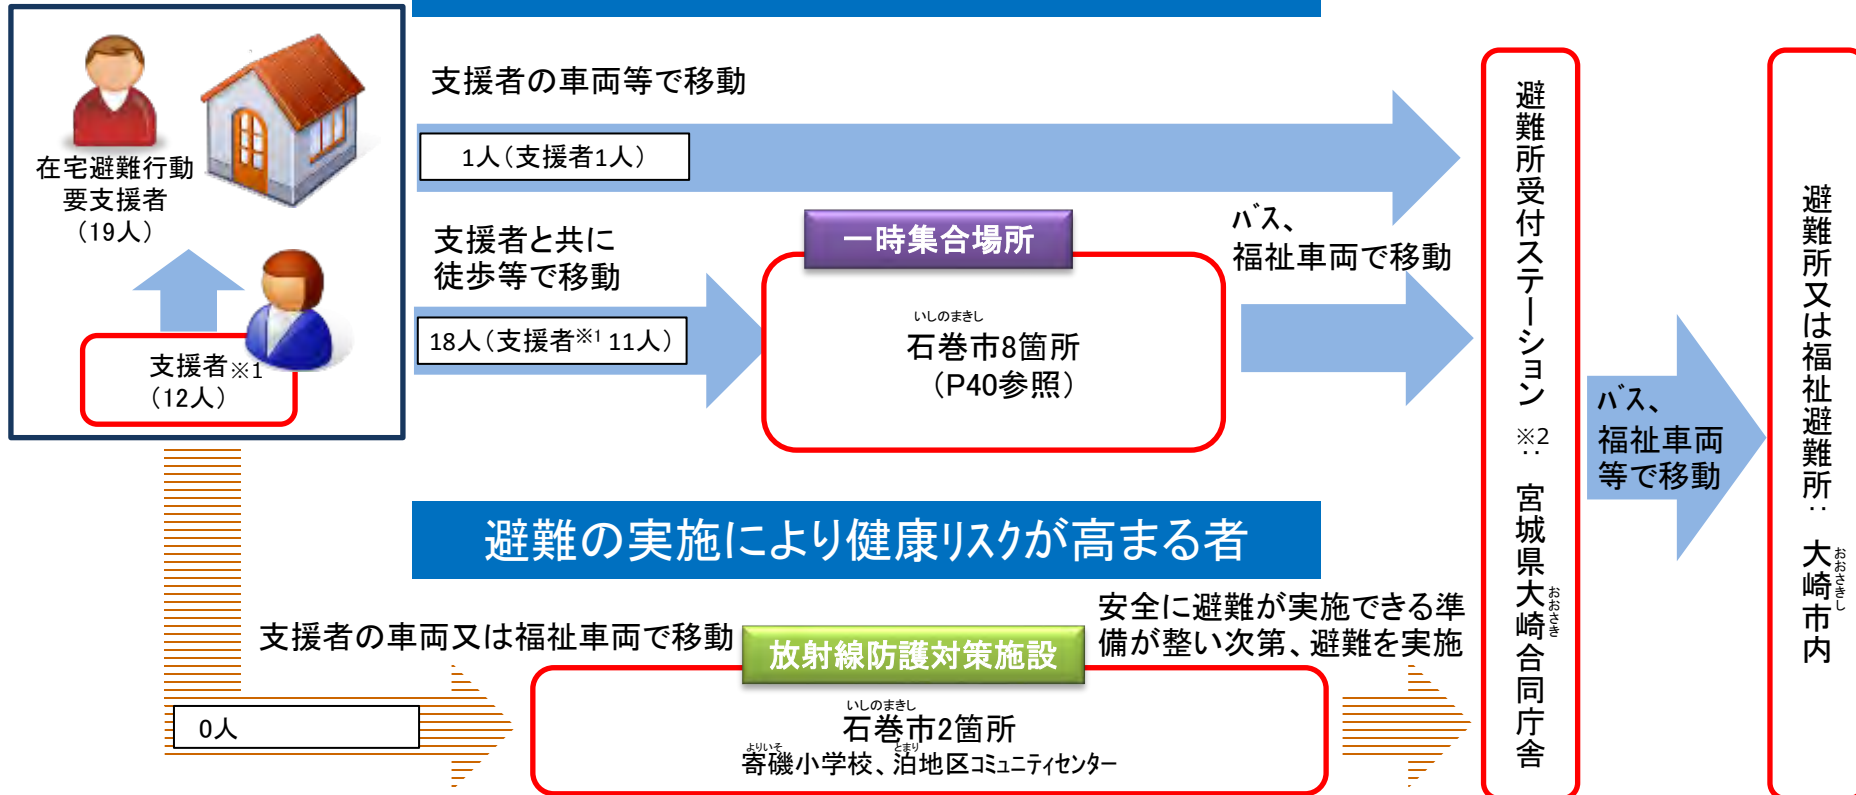 在宅避難行動
要支援者
（19人）
支援者※1
（12人）
支援者の車両等で移動
1人（支援者1人）
支援者と共に
徒歩等で移動
18人（支援者※1 11人）
一時集合場所
いしのまきし
石巻市8箇所
（P40参照）
バス、
福祉車両で移動
避難所受付ステーション※2：宮城県大崎合同庁舎
おおさき
バス、
福祉車両
等で移動
避難所又は福祉避難所：大崎市内
おおさきし
避難の実施により健康リスクが高まる者
支援者の車両又は福祉車両で移動
0人
放射線防護対策施設
いしのまきし
石巻市2箇所
よりいそ とまり
寄磯小学校、泊地区コミュニティセンター
安全に避難が実施できる準
備が整い次第、避難を実施